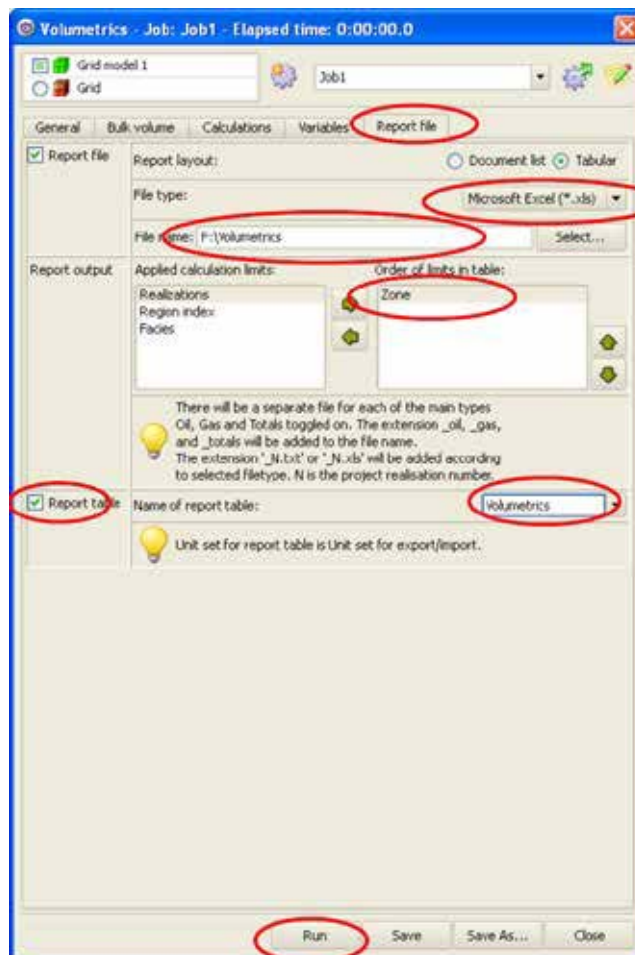 Volumetrics - Job: Job1 - Elapsed time: 0:00:00.0
Grid model 1
Grid
Job1
General Bulk volume Calculations Variables Report file
Report file
Report layout:
Document list Tabular
File type:
Microsoft Excel (*.xls)
File name: F:\Volumetrics
Select...
Report output
Applied calculation limits:
Order of limits in table:
Realizations
Region index
Facies
Zone
There will be a separate file for each of the main types
Oil, Gas and Totals toggled on. The extension _oil, _gas,
and _totals will be added to the file name.
The extension '_N.txt' or '_N.xls' will be added according
to selected filetype. N is the project realisation number.
Report table
Name of report table:
Volumetrics
Unit set for report table is Unit set for export/import.
Run Save Save As... Close